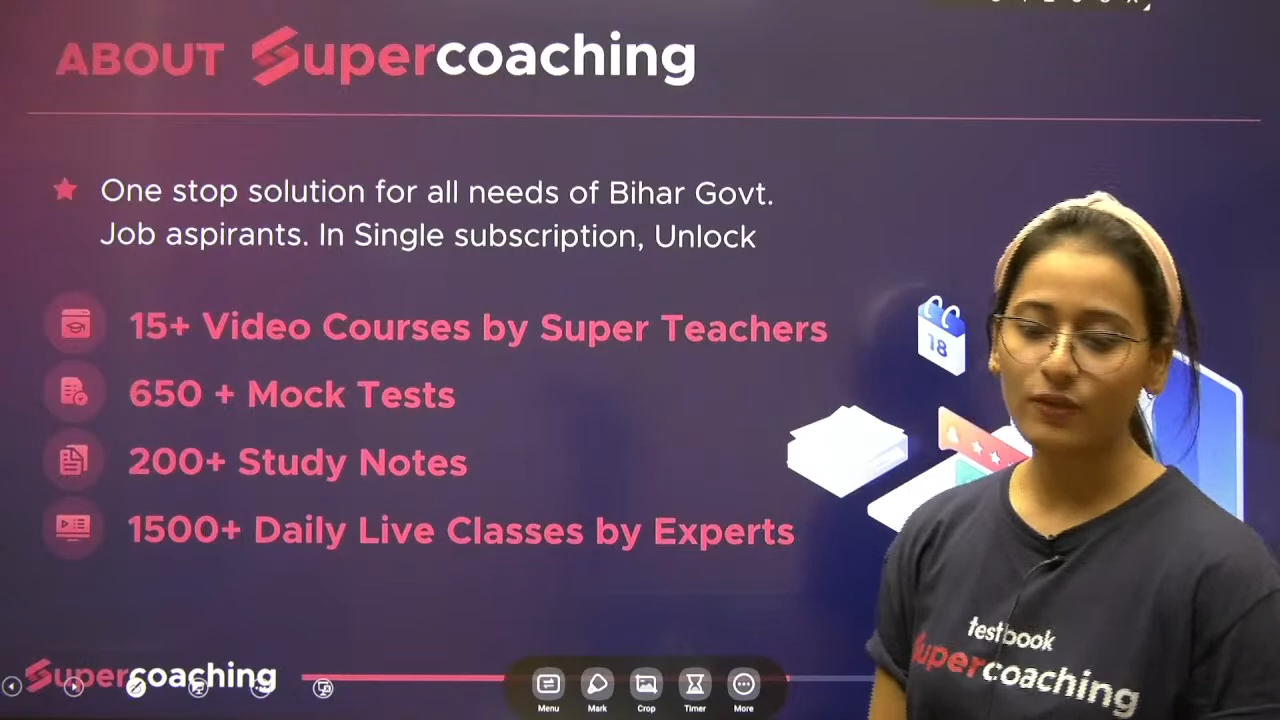 ABOUT Supercoaching
One stop solution for all needs of Bihar Govt.
Job aspirants. In Single subscription, Unlock
15+ Video Courses by Super Teachers
650 + Mock Tests
200+ Study Notes
1500+ Daily Live Classes by Experts
18
testbook
Supercoaching
Supercoaching
Menu Mark Crop Timer More